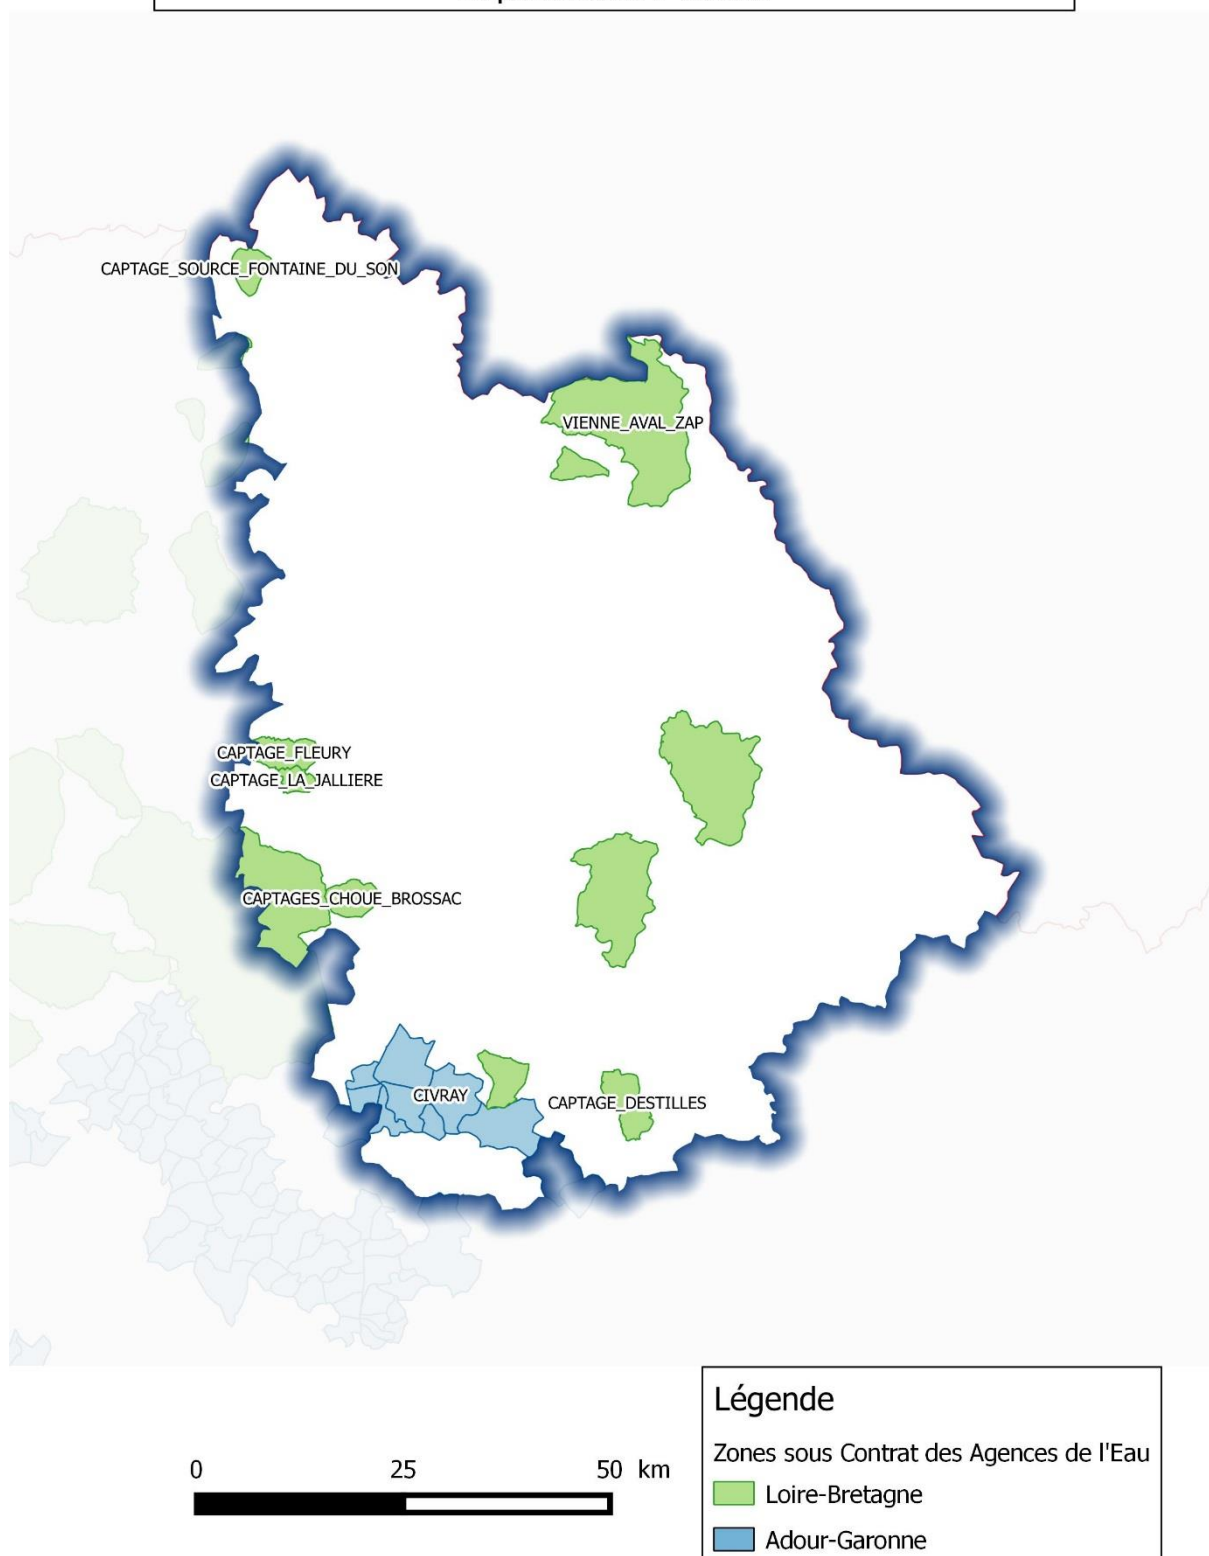 CAPTAGE_SOURCE_FONTAINE_DU_SON
VIENNE_AVAL_ZAP
CAPTAGE_FLEURY
CAPTAGE_LA_JALLIERE
CAPTAGES_CHOUE_BROSSAC
CIVRAY
CAPTAGE_DESTILLES
0 25 50 km
Légende
Zones sous Contrat des Agences de l'Eau
Loire-Bretagne
Adour-Garonne